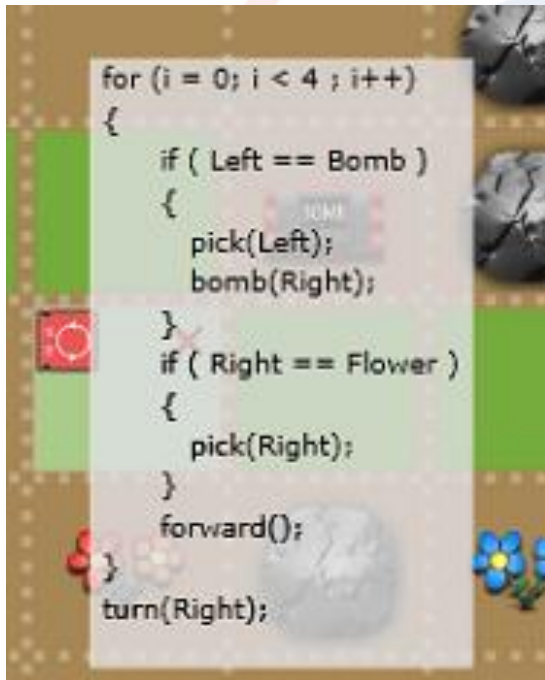 for (i = 0; i < 4 ; i++)
{
if ( Left == Bomb )
{
pick(Left);
bomb(Right);
}
if ( Right == Flower )
{
pick(Right);
}
forward();
}
turn(Right);